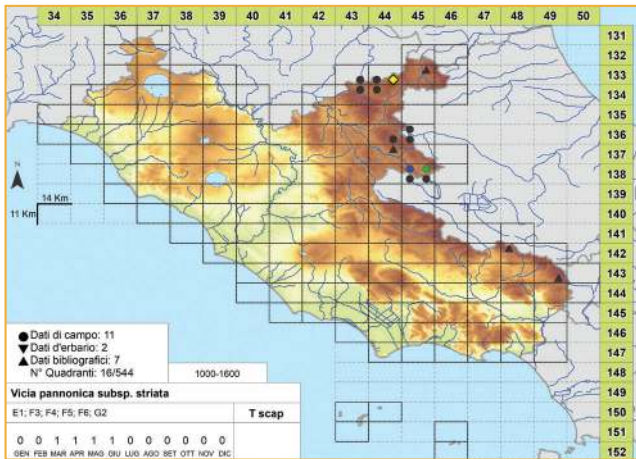 34 35 36 37 38 39 40 41 42 43 44 45 46 47 48 49 50
131
132
133
134
135
136
137
138
139
140
141
142
143
144
145
146
147
148
149
150
151
152
N
14 Km
11 Km
● Dati di campo: 11
▼ Dati d'erbario: 2
▲ Dati bibliografici: 7
N° Quadranti: 16/544
1000-1600
Vicia pannonica subsp. striata
E1; F3; F4; F5; F6; G2
T scap
0 0 1 1 1 1 0 0 0 0 0 0
GEN FEB MAR APR MAG GIU LUG AGO SET OTT NOV DIC